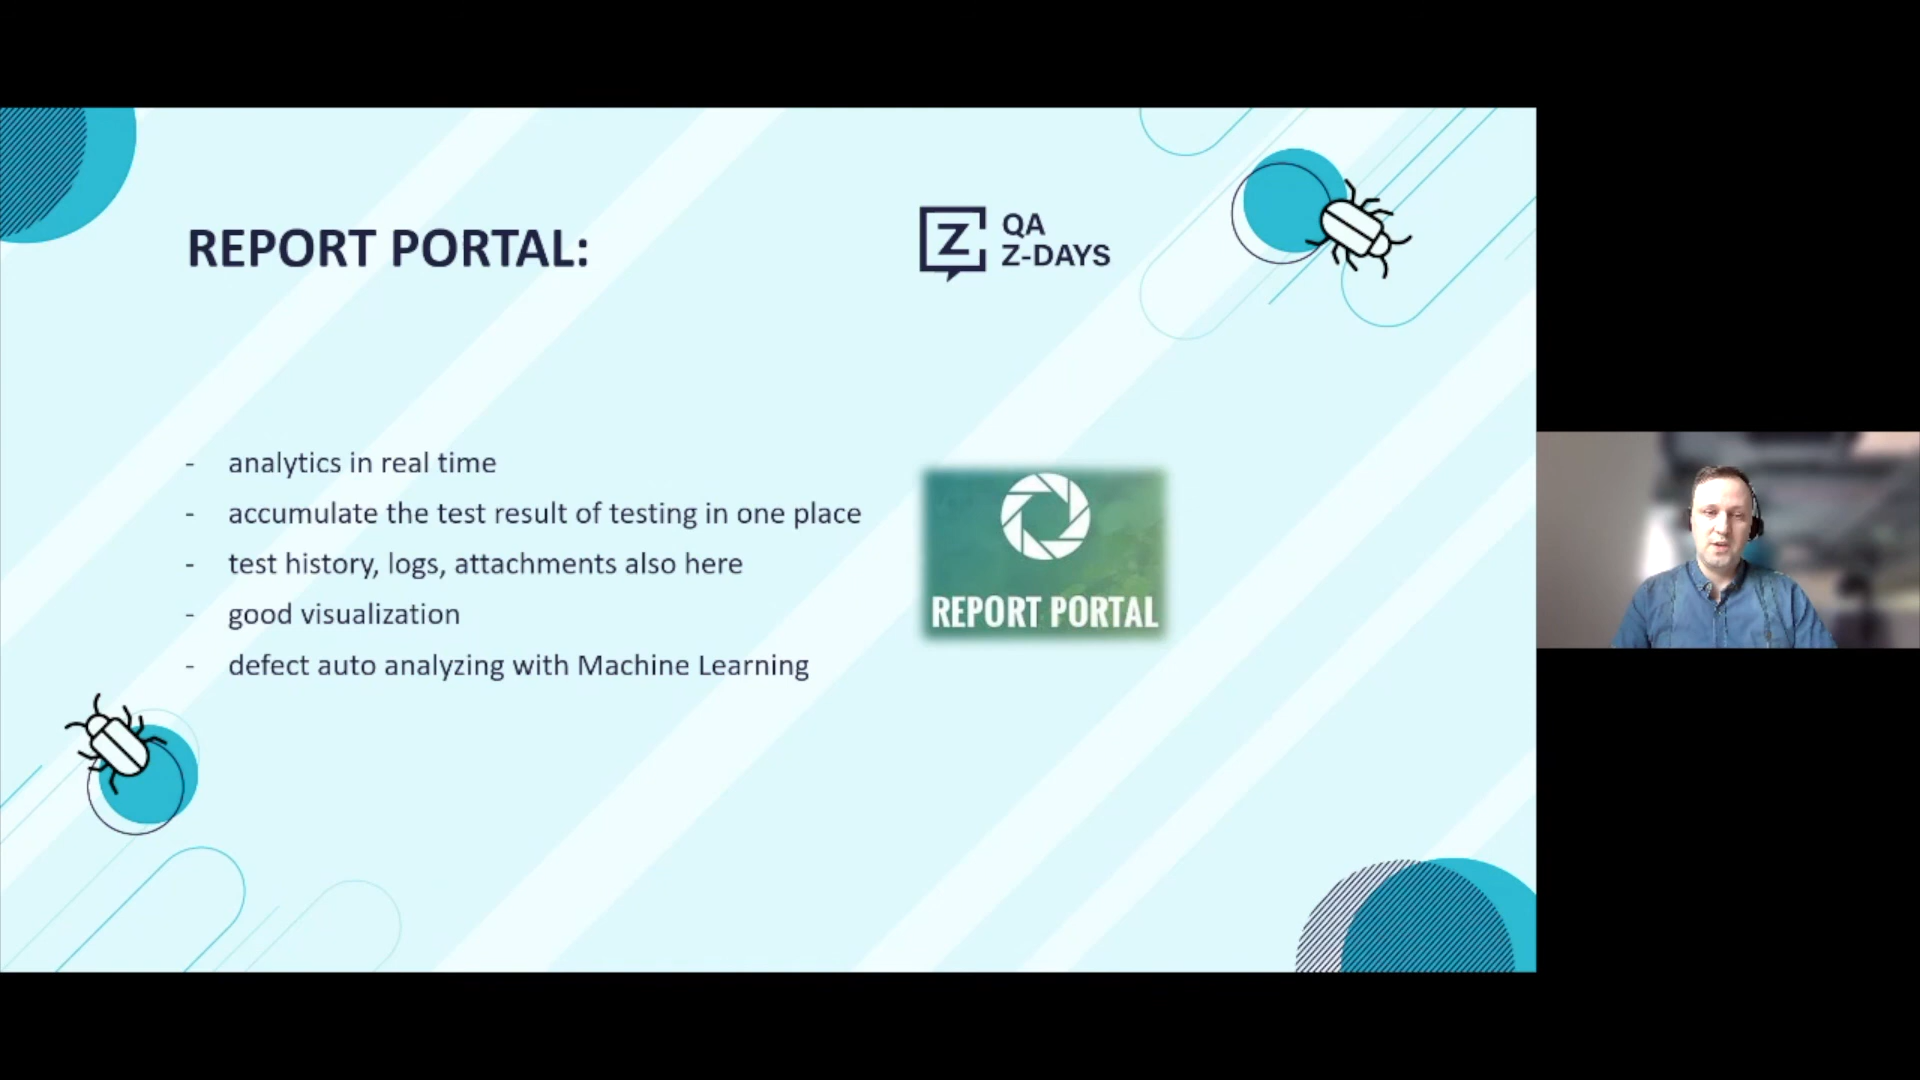 REPORT PORTAL:
QA
Z-DAYS
Z
- analytics in real time
- accumulate the test result of testing in one place
- test history, logs, attachments also here
- good visualization
- defect auto analyzing with Machine Learning
REPORT PORTAL